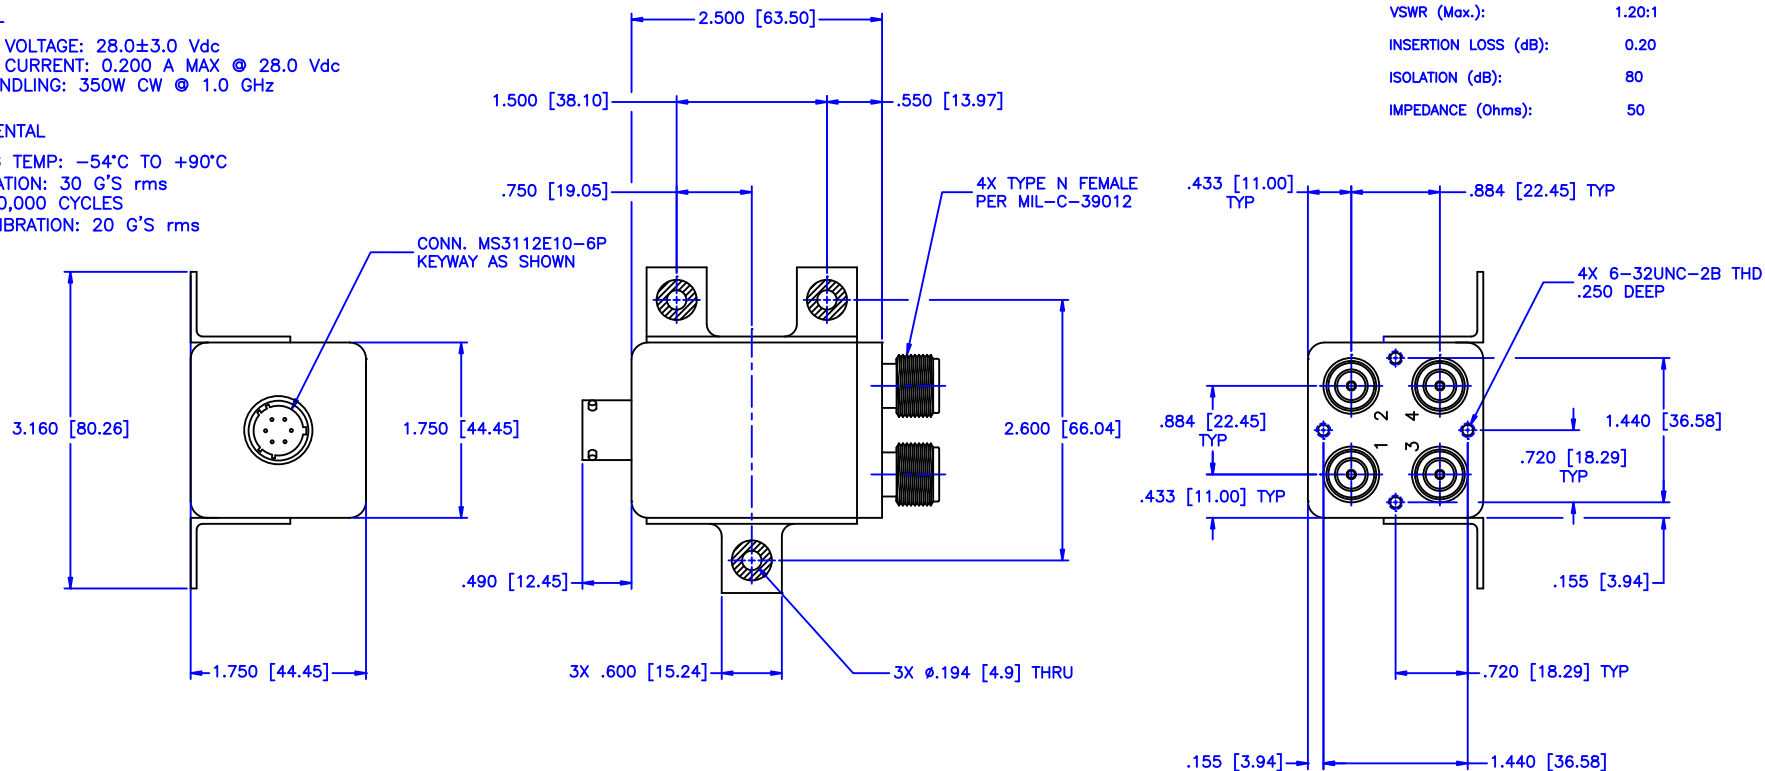 VOLTAGE: 28.0±3.0 Vdc
CURRENT: 0.200 A MAX @ 28.0 Vdc
NDLING: 350W CW @ 1.0 GHz
ENTAL
TEMP: −54°C TO +90°C
ATION: 30 G'S rms
0,000 CYCLES
IBRATION: 20 G'S rms
VSWR (Max.): 1.20:1
INSERTION LOSS (dB): 0.20
ISOLATION (dB): 80
IMPEDANCE (Ohms): 50
CONN. MS3112E10−6P
KEYWAY AS SHOWN
3.160 [80.26]
1.750 [44.45]
1.750 [44.45]
2.500 [63.50]
1.500 [38.10]
.550 [13.97]
.750 [19.05]
4X TYPE N FEMALE
PER MIL−C−39012
2.600 [66.04]
.490 [12.45]
3X .600 [15.24]
3X ⌀.194 [4.9] THRU
.433 [11.00]
TYP
.884 [22.45] TYP
4X 6−32UNC−2B THD
.250 DEEP
.884 [22.45]
TYP
2 4
1 3
1.440 [36.58]
.720 [18.29]
TYP
.433 [11.00] TYP
.155 [3.94]
.720 [18.29] TYP
.155 [3.94]
1.440 [36.58]